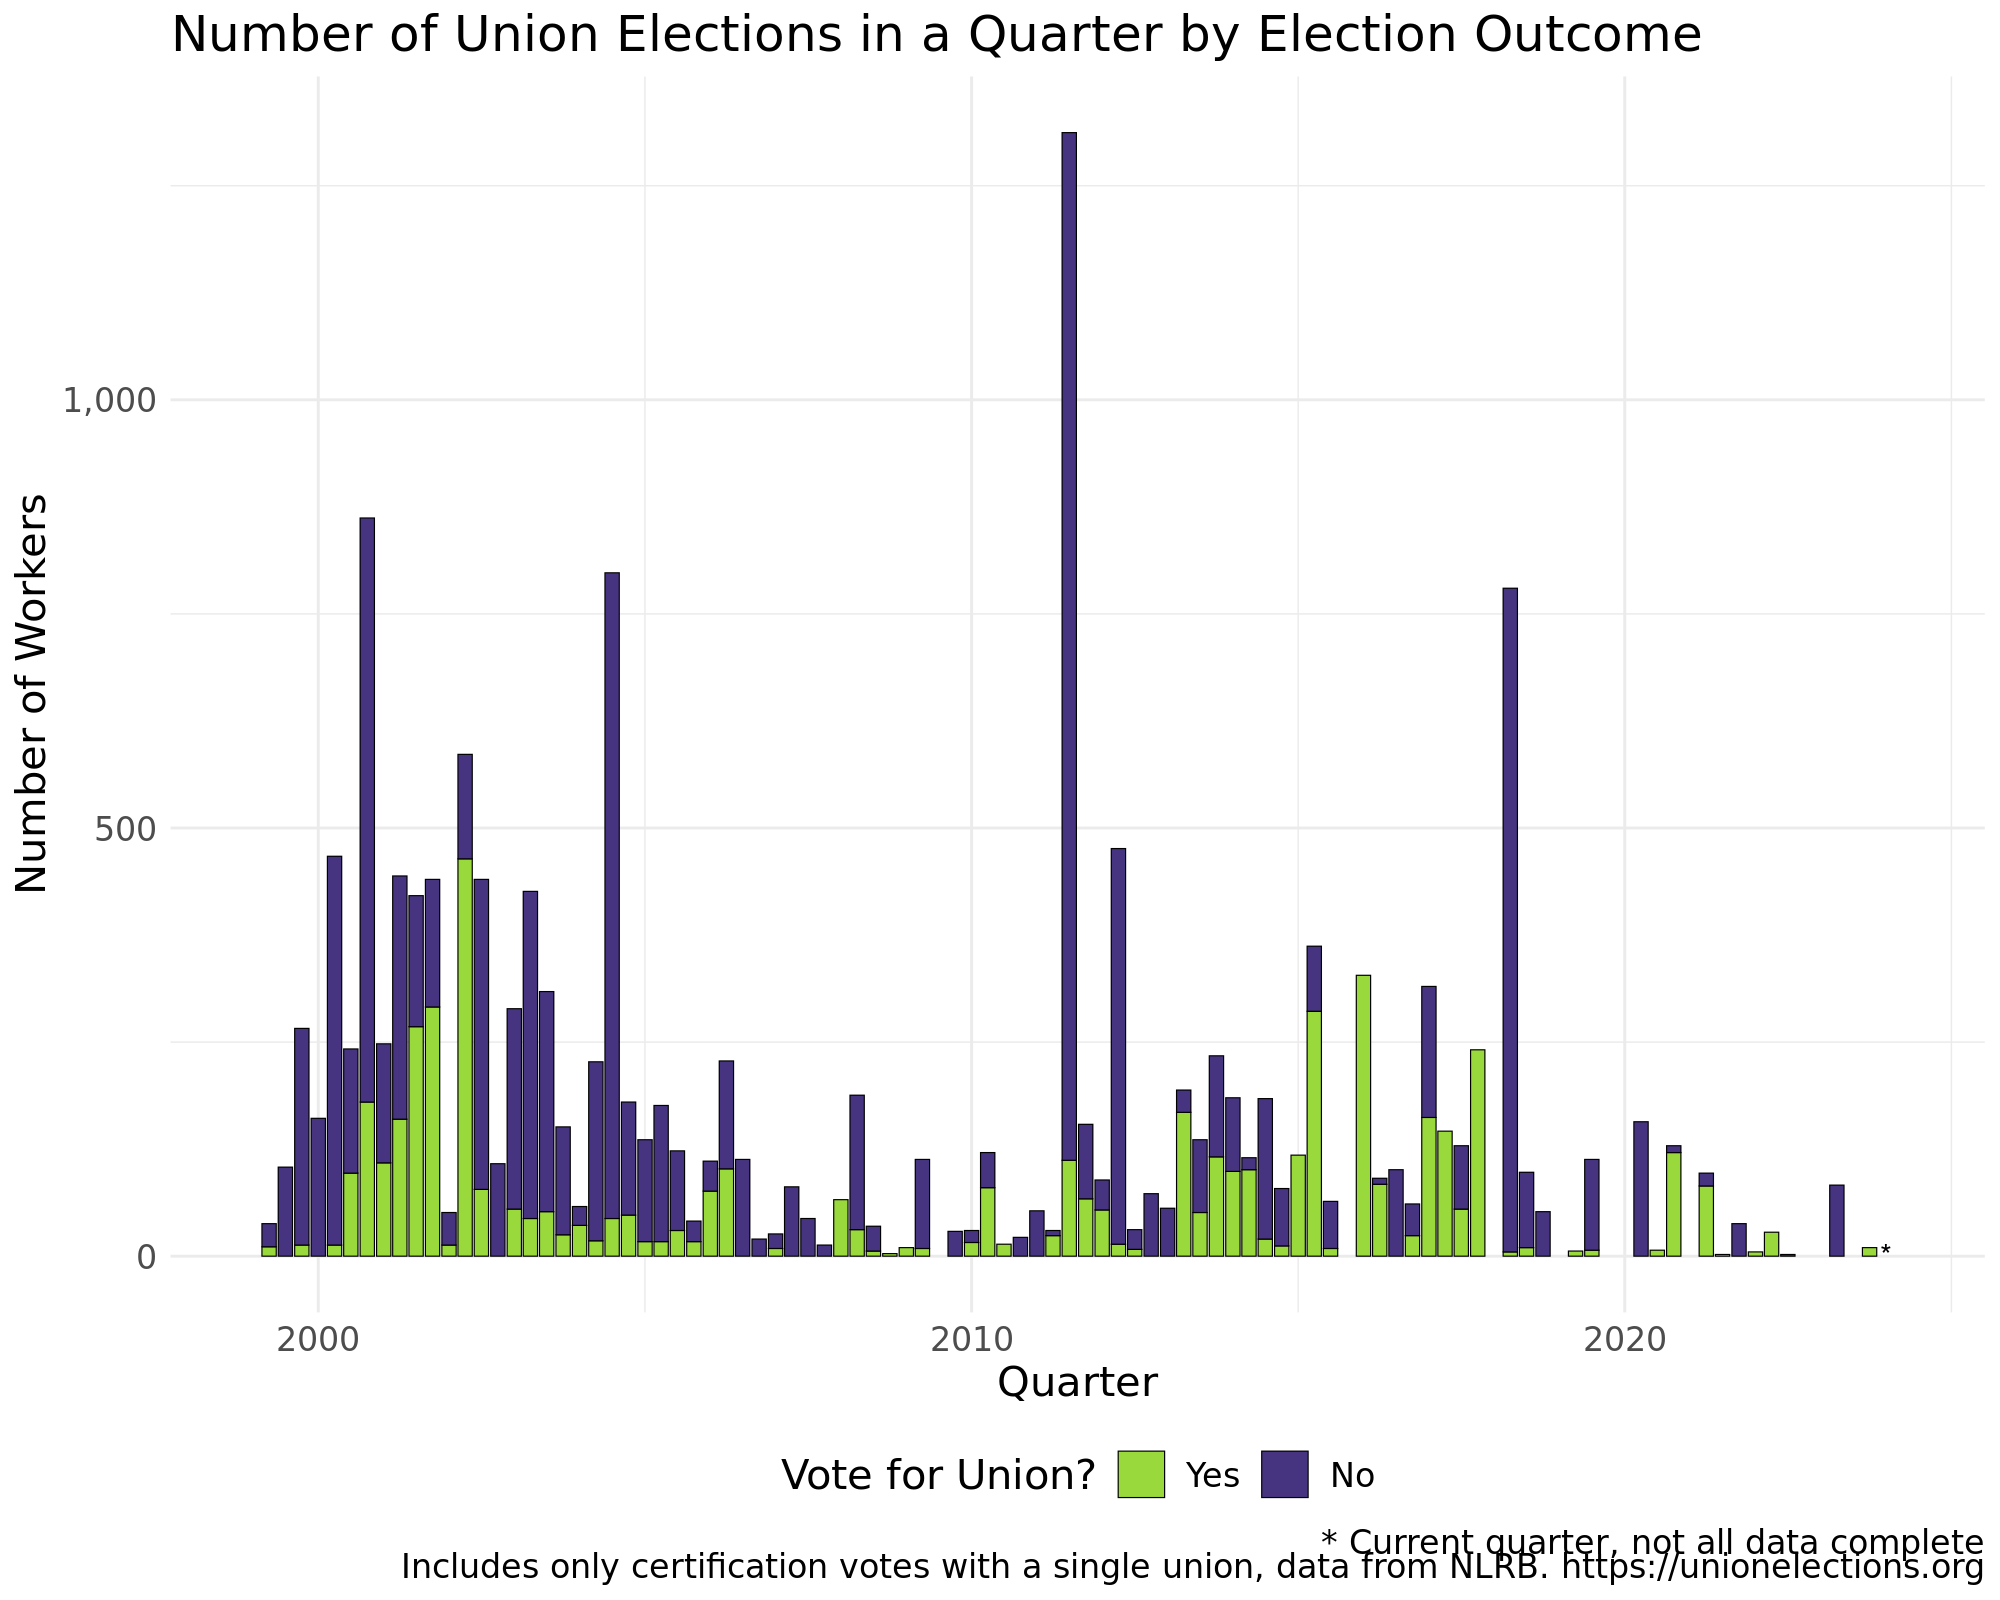 Number of Union Elections in a Quarter by Election Outcome
Number of Workers
1,000
500
0
*
2000 2010 2020
Quarter
Vote for Union? Yes No
* Current quarter, not all data complete
Includes only certification votes with a single union, data from NLRB. https://unionelections.org